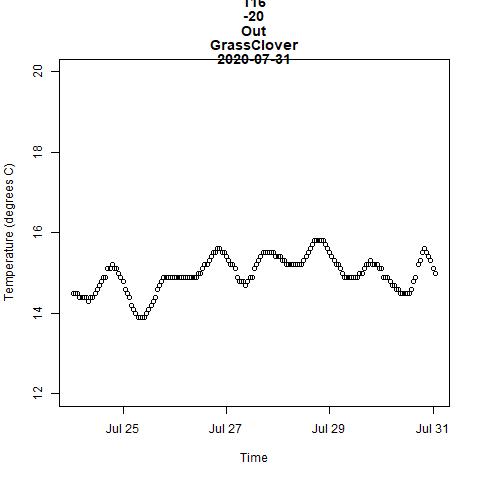 T16
-20
Out
GrassClover
2020-07-31
20
18
16
14
12
Temperature (degrees C)
Jul 25 Jul 27 Jul 29 Jul 31
Time